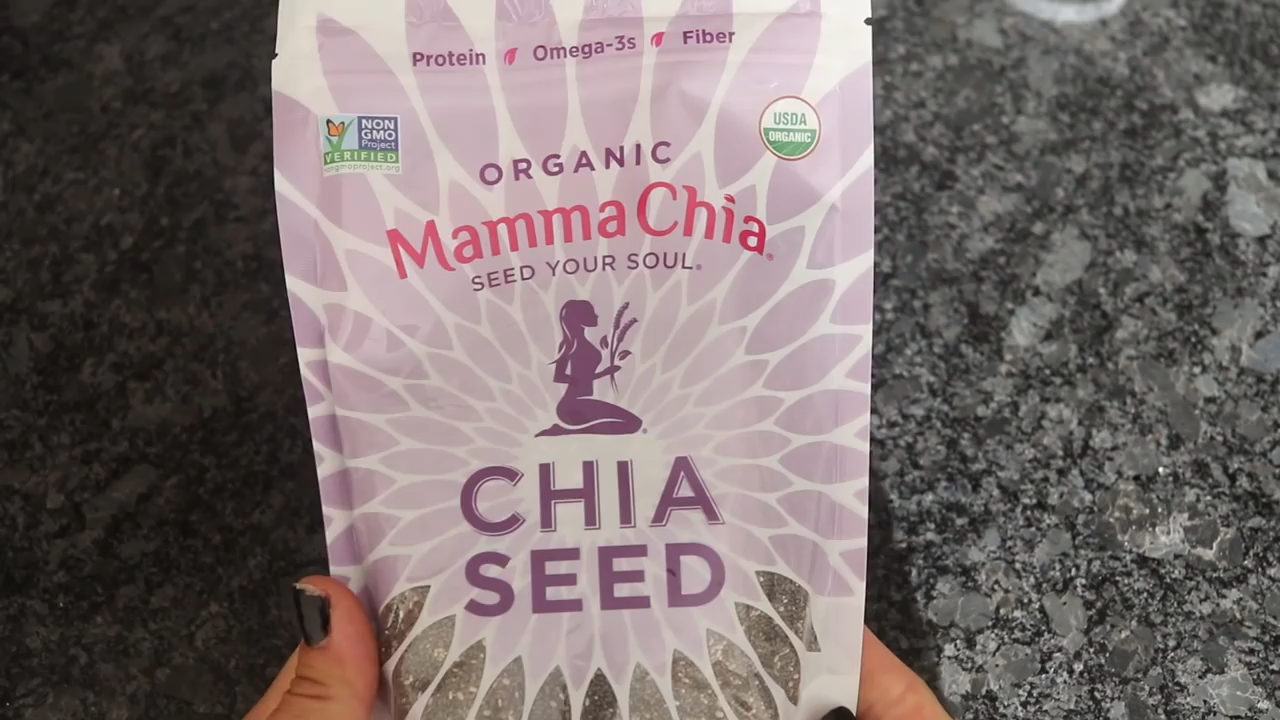 Protein Omega-3s Fiber
NON
GMO
Project
VERIFIED
nongmoproject.org
USDA
ORGANIC
ORGANIC
Mamma Chia®
SEED YOUR SOUL®
CHIA
SEED